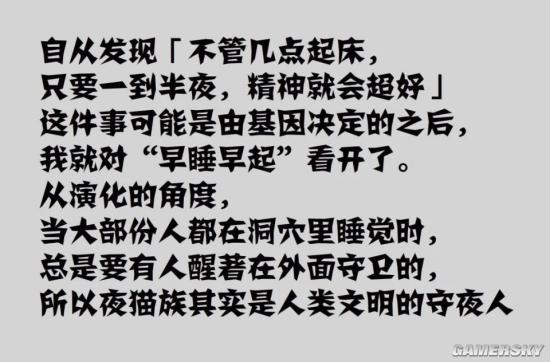 自从发现「不管几点起床，
只要一到半夜，精神就会超好」
这件事可能是由基因决定的之后，
我就对“早睡早起”看开了。
从演化的角度，
当大部份人都在洞穴里睡觉时，
总是要有人醒著在外面守卫的，
所以夜猫族其实是人类文明的守夜人
GAMERSKY